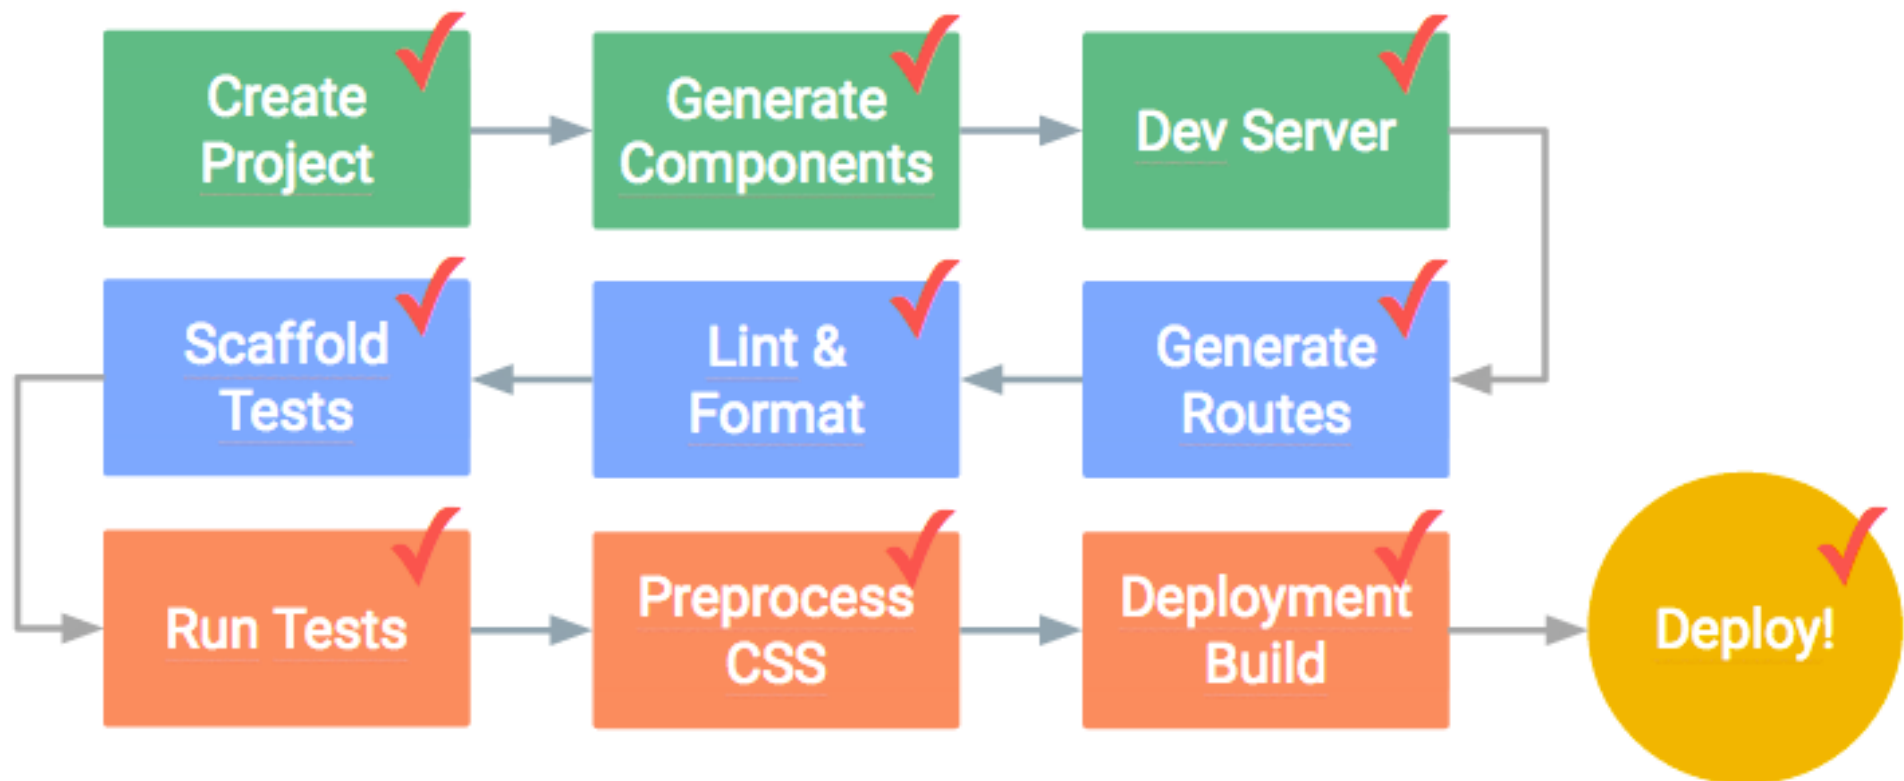 Create
Project
Generate
Components
Dev Server
Generate
Routes
Lint &
Format
Scaffold
Tests
Run Tests
Preprocess
CSS
Deployment
Build
Deploy!